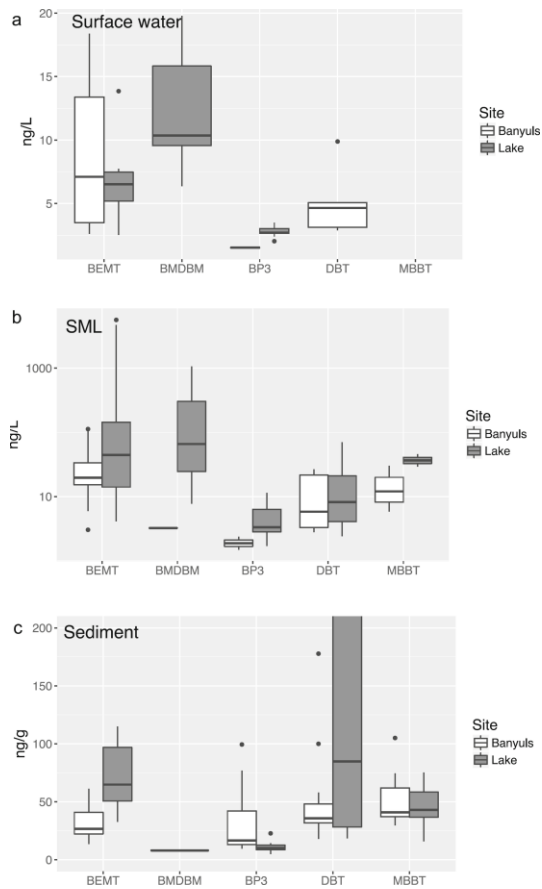 a
Surface water
20
15
10
5
ng/L
BEMT BMDBM BP3 DBT MBBT
Site
Banyuls
Lake
b
SML
1000
10
ng/L
BEMT BMDBM BP3 DBT MBBT
Site
Banyuls
Lake
c
Sediment
200
150
100
50
0
ng/g
BEMT BMDBM BP3 DBT MBBT
Site
Banyuls
Lake